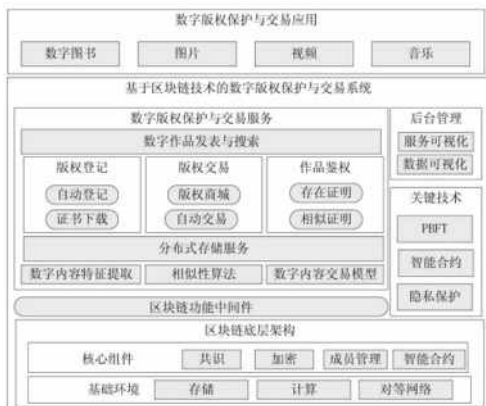 数字版权保护与交易应用
数字图书 图片 视频 音乐
基于区块链技术的数字版权保护与交易系统
数字版权保护与交易服务
数字作品发表与搜索
版权登记 版权交易 作品鉴权
自动登记 版权商城 存在证明
证书下载 自动交易 相似证明
分布式存储服务
数字内容特征提取 相似性算法 数字内容交易模型
后台管理
服务可视化
数据可视化
关键技术
PBFT
智能合约
隐私保护
区块链功能中间件
区块链底层架构
核心组件 共识 加密 成员管理 智能合约
基础环境 存储 计算 对等网络